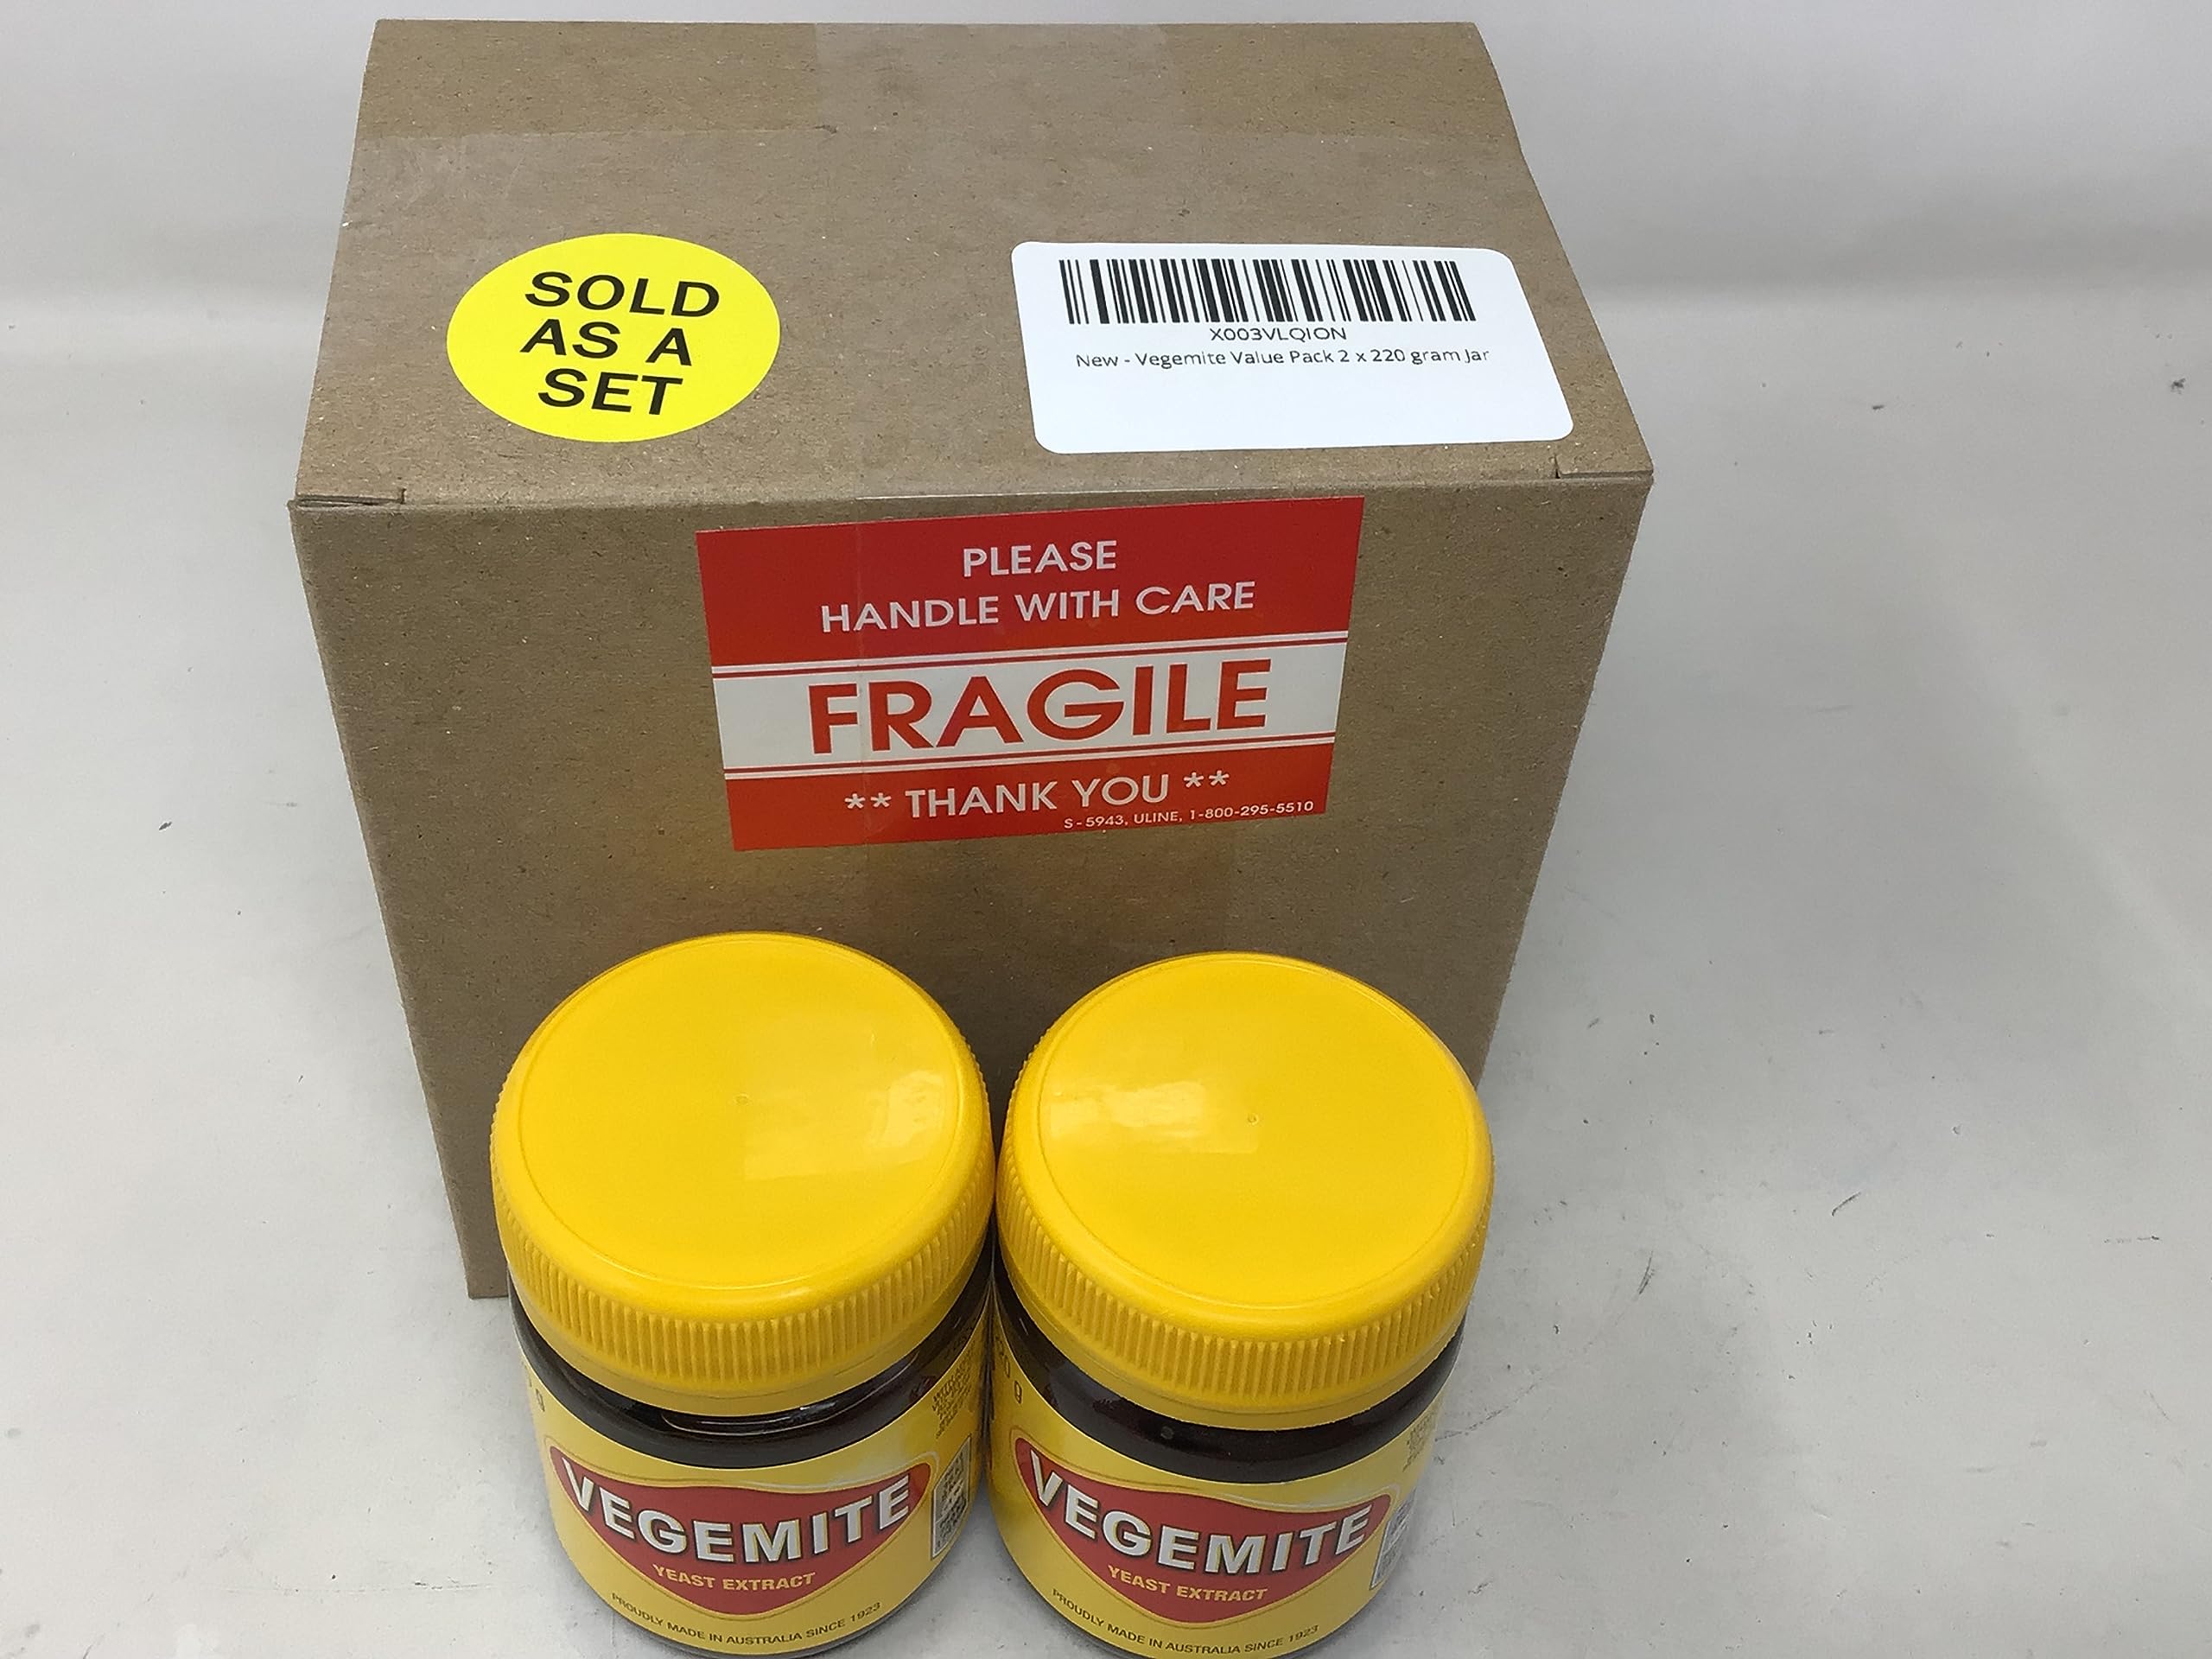 SOLD
AS A
SET
X003VLQION
New - Vegemite Value Pack 2 x 220 gram Jar
PLEASE
HANDLE WITH CARE
FRAGILE
** THANK YOU **
S-5943, ULINE, 1-800-295-5510
VEGEMITE
YEAST EXTRACT
PROUDLY MADE IN AUSTRALIA SINCE 1923
VEGEMITE
YEAST EXTRACT
PROUDLY MADE IN AUSTRALIA SINCE 1923